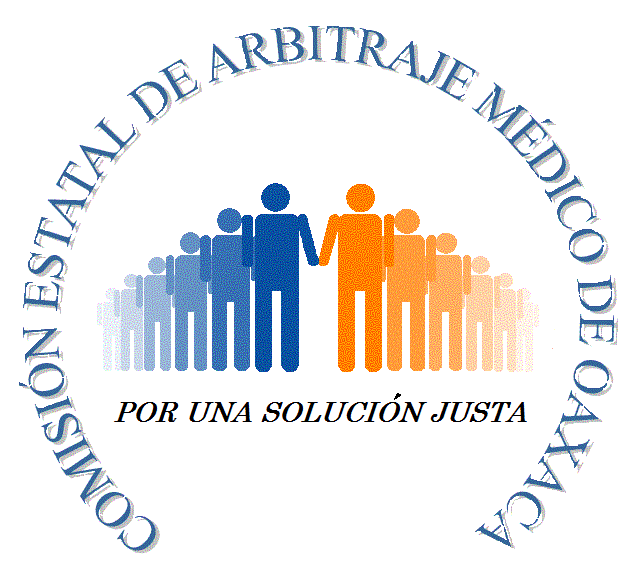 COMISIÓN ESTATAL DE ARBITRAJE MÉDICO DE OAXACA
POR UNA SOLUCIÓN JUSTA